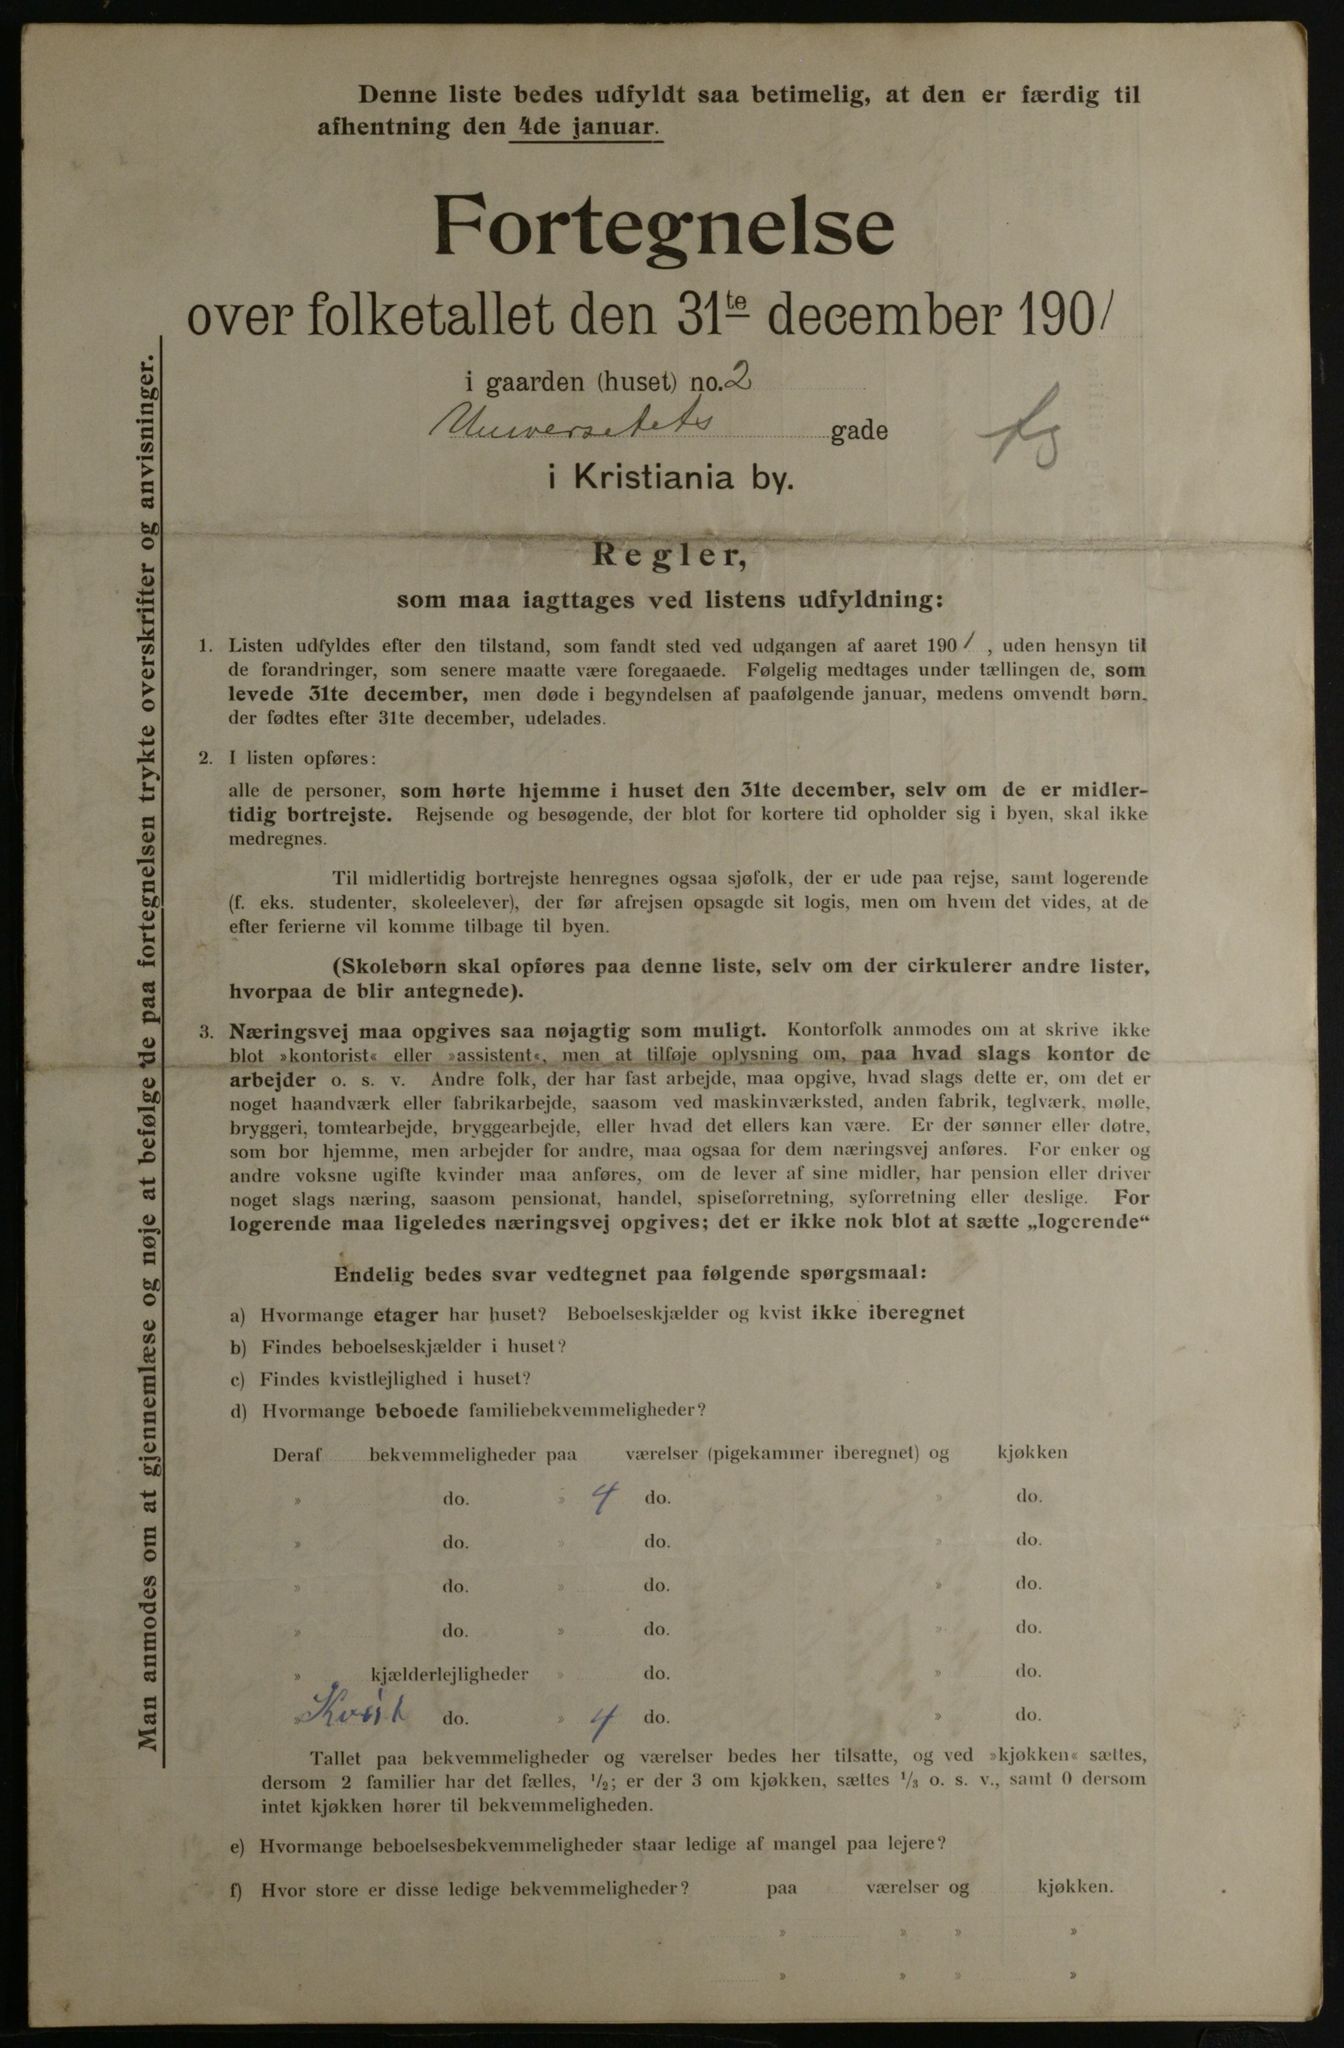 Denne liste bedes udfyldt saa betimelig, at den er færdig til
afhentning den 4de januar.
Fortegnelse
over folketallet den 31te december 1901
i gaarden (huset) no. 2
Universetets gade
i Kristiania by.
Regler,
som maa iagttages ved listens udfyldning:
1. Listen udfyldes efter den tilstand, som fandt sted ved udgangen af aaret 1901, uden hensyn til
de forandringer, som senere maatte være foregaaede. Følgelig medtages under tællingen de, som
levede 31te december, men døde i begyndelsen af paafølgende januar, medens omvendt børn,
der fødtes efter 31te december, udelades.
2. I listen opføres:
alle de personer, som hørte hjemme i huset den 31te december, selv om de er midler-
tidig bortrejste. Rejsende og besøgende, der blot for kortere tid opholder sig i byen, skal ikke
medregnes.
Til midlertidig bortrejste henregnes ogsaa sjøfolk, der er ude paa rejse, samt logerende
(f. eks. studenter, skoleelever), der før afrejsen opsagde sit logis, men om hvem det vides, at de
efter ferierne vil komme tilbage til byen.
(Skolebørn skal opføres paa denne liste, selv om der cirkulerer andre lister,
hvorpaa de blir antegnede).
3. Næringsvej maa opgives saa nøjagtig som muligt. Kontorfolk anmodes om at skrive ikke
blot »kontorist« eller »assistent«, men at tilføje oplysning om, paa hvad slags kontor de
arbejder o. s. v. Andre folk, der har fast arbejde, maa opgive, hvad slags dette er, om det er
noget haandværk eller fabrikarbejde, saasom ved maskinværksted, anden fabrik, teglværk, mølle,
bryggeri, tomtearbejde, bryggearbejde, eller hvad det ellers kan være. Er der sønner eller døtre,
som bor hjemme, men arbejder for andre, maa ogsaa for dem næringsvej anføres. For enker og
andre voksne ugifte kvinder maa anføres, om de lever af sine midler, har pension eller driver
noget slags næring, saasom pensionat, handel, spiseforretning, syforretning eller deslige. For
logerende maa ligeledes næringsvej opgives; det er ikke nok blot at sætte „logerende“
Endelig bedes svar vedtegnet paa følgende spørgsmaal:
a) Hvormange etager har huset? Beboelseskjælder og kvist ikke iberegnet
b) Findes beboelseskjælder i huset?
c) Findes kvistlejlighed i huset?
d) Hvormange beboede familiebekvemmeligheder?
Deraf bekvemmeligheder paa værelser (pigekammer iberegnet) og kjøkken
» do. » 4 do. » do.
» do. » do. » do.
» do. » do. » do.
» do. » do. » do.
» kjælderlejligheder » do. » do.
» Kvist do. » 4 do. » do.
Tallet paa bekvemmeligheder og værelser bedes her tilsatte, og ved »kjøkken« sættes,
dersom 2 familier har det fælles, 1/2; er der 3 om kjøkken, sættes 1/3 o. s. v., samt 0 dersom
intet kjøkken hører til bekvemmeligheden.
e) Hvormange beboelsesbekvemmeligheder staar ledige af mangel paa lejere?
f) Hvor store er disse ledige bekvemmeligheder? paa værelser og kjøkken.
» » » »
» » » »
Man anmodes om at gjennemlæse og nøje at befølge de paa fortegnelsen trykte overskrifter og anvisninger.